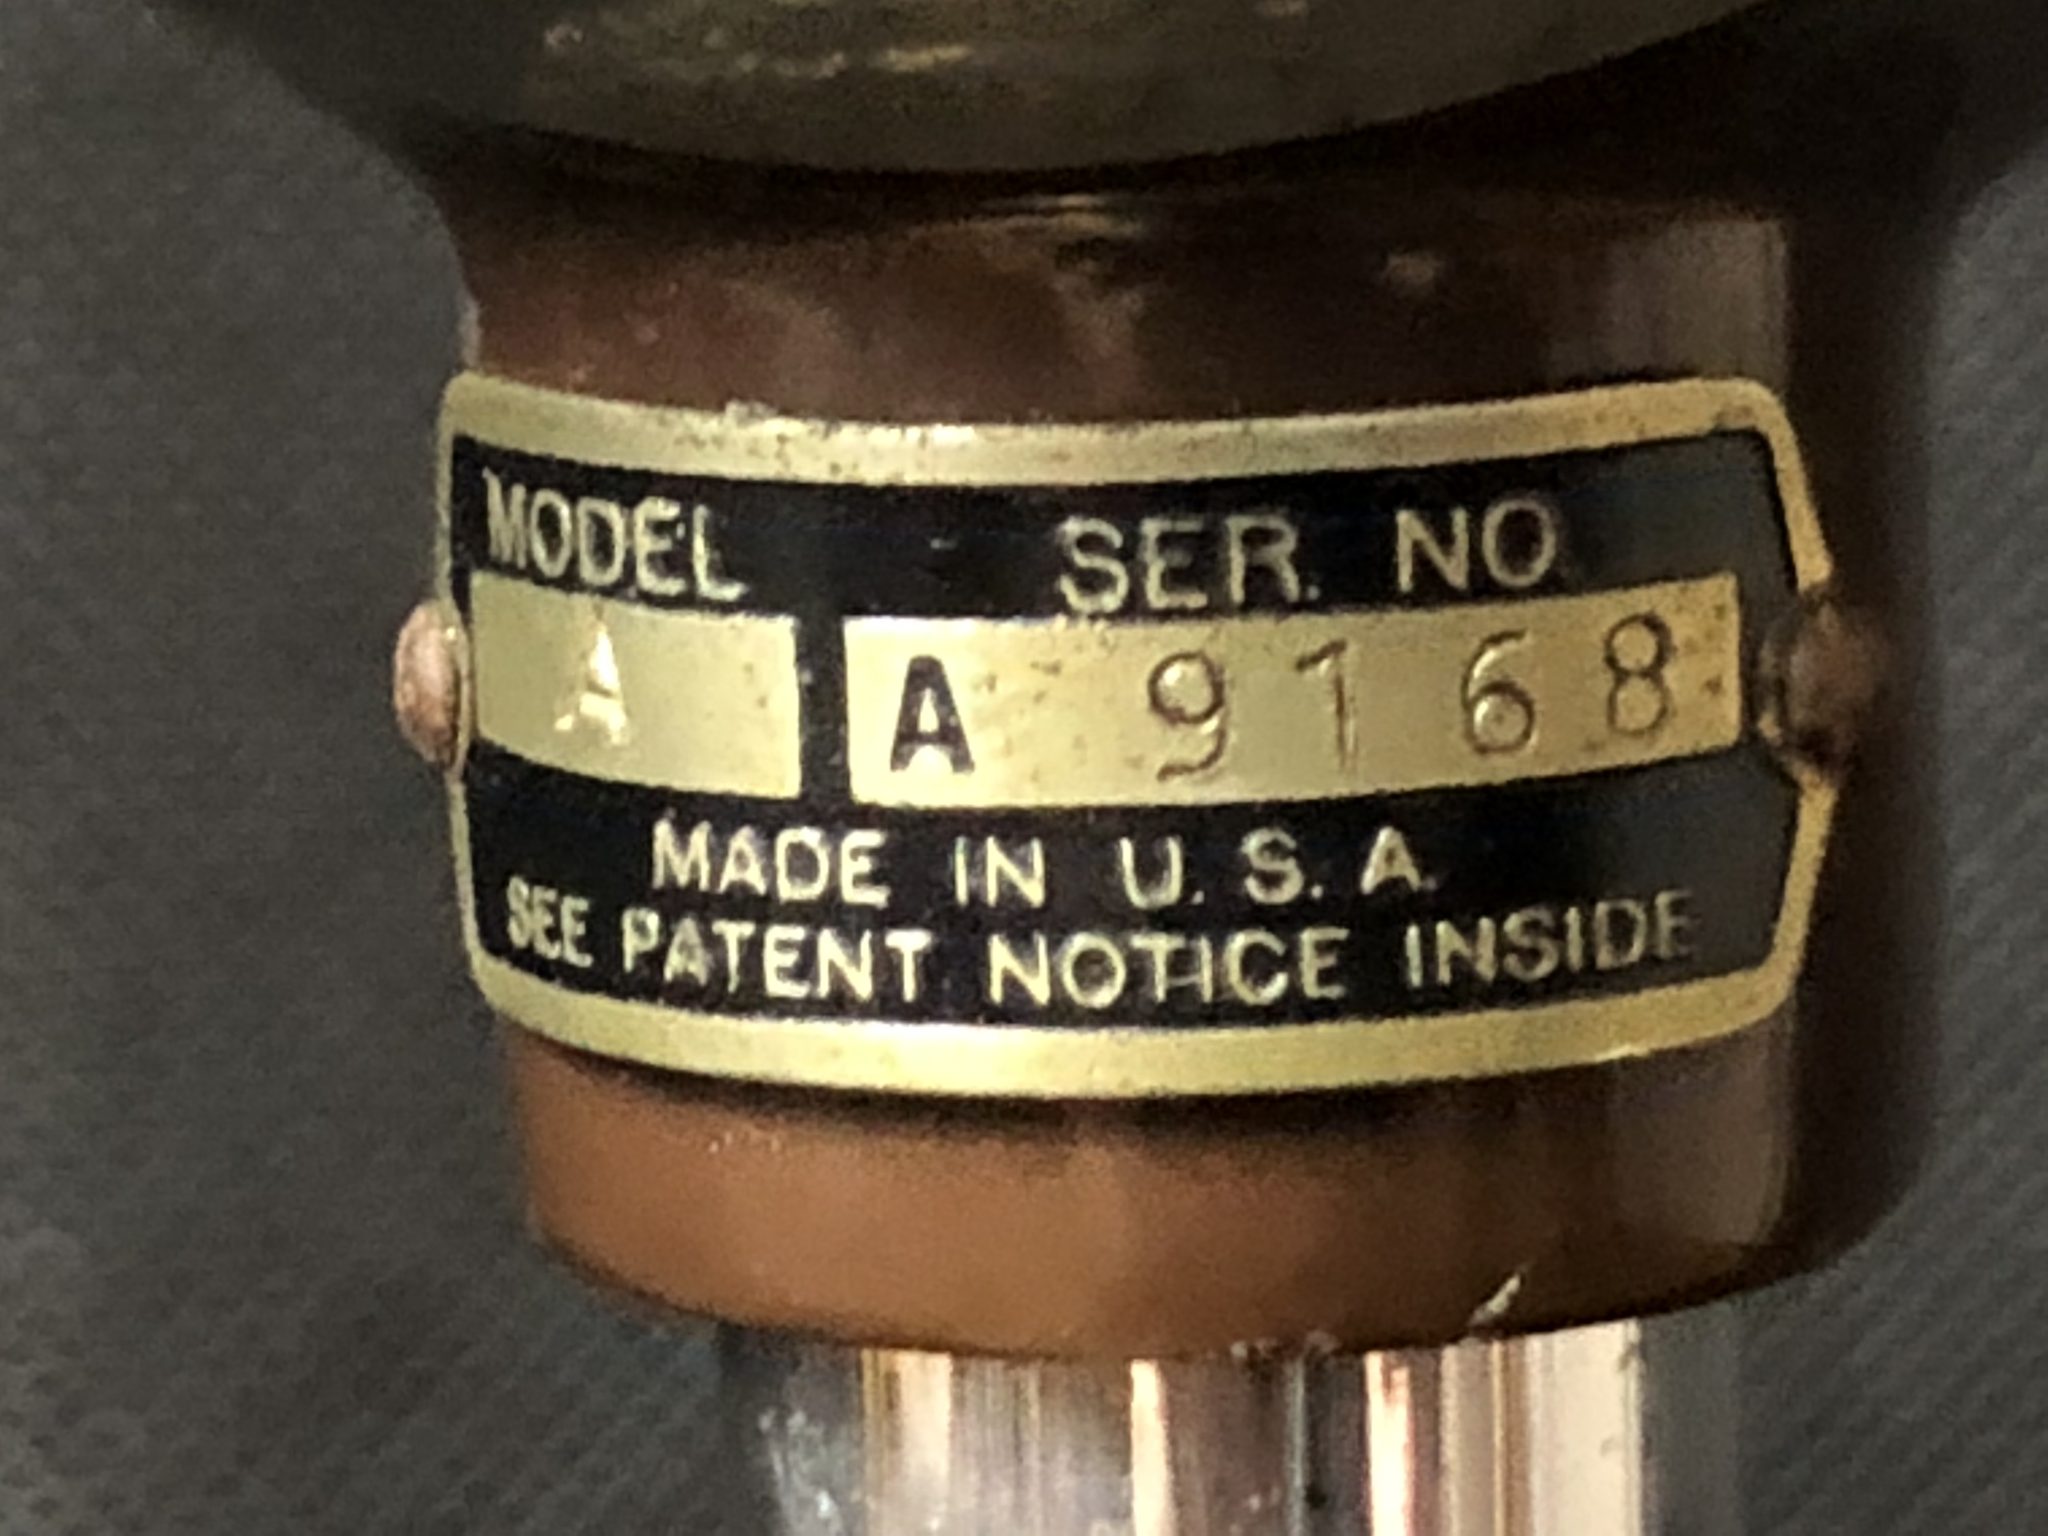 MODEL SER. NO
A A 9168
MADE IN U.S.A.
SEE PATENT NOTICE INSIDE